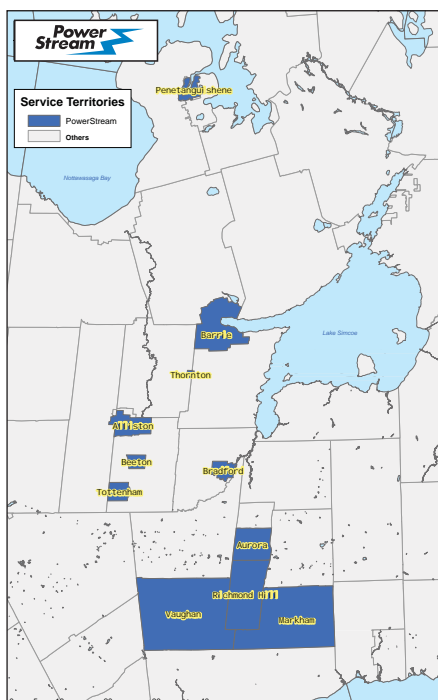 Power
Stream
Service Territories
PowerStream
Others
Penetanguishene
Nottawasaga Bay
Barrie
Lake Simcoe
Thornton
Alliston
Beeton
Bradford
Tottenham
Aurora
Richmond Hill
Vaughan
Markham